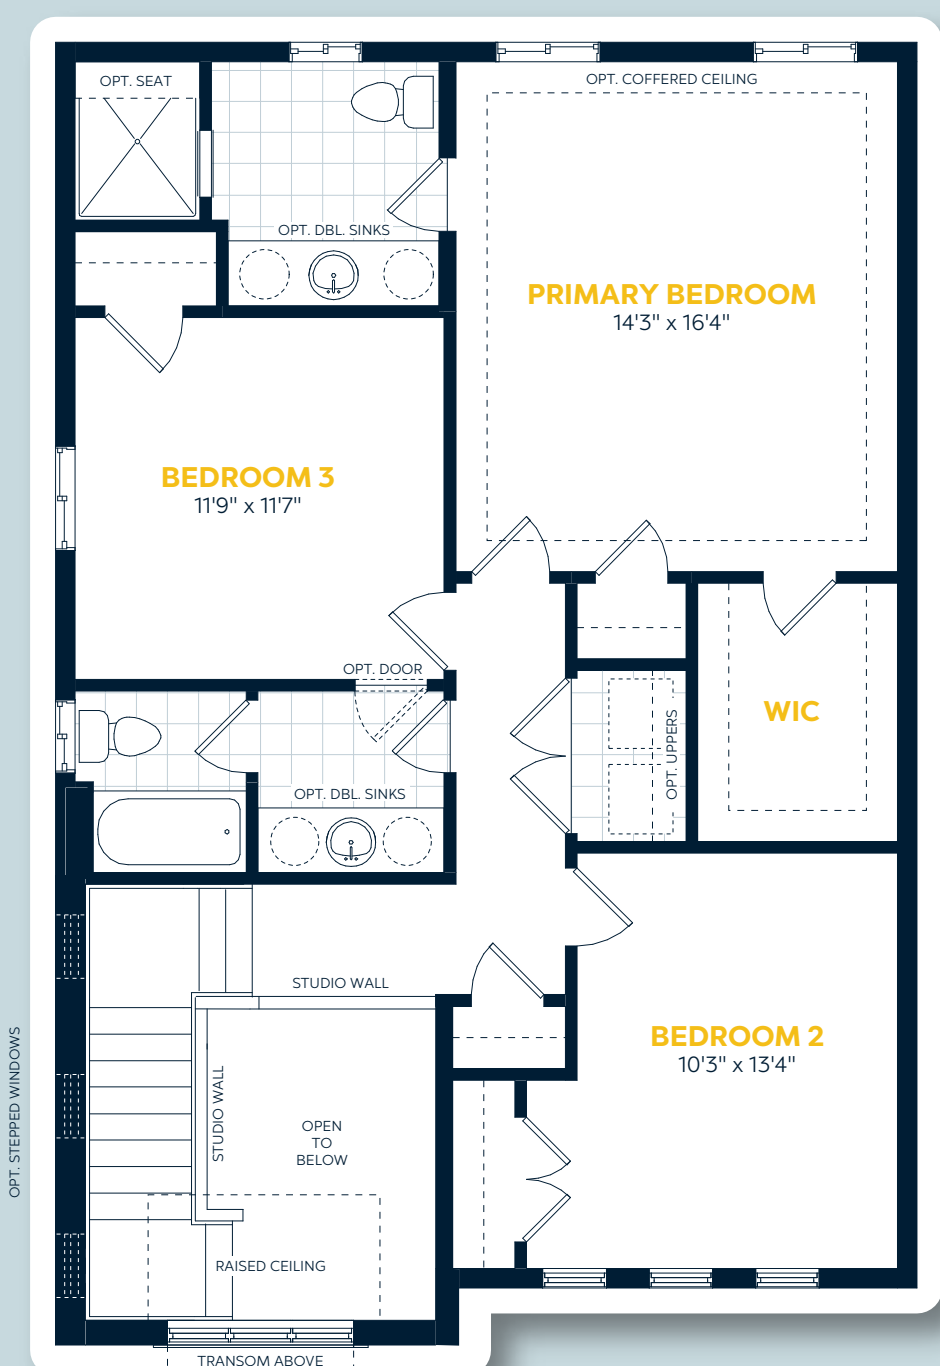 OPT. SEAT
OPT. COFFERED CEILING
OPT. DBL. SINKS
PRIMARY BEDROOM
14'3" x 16'4"
BEDROOM 3
11'9" x 11'7"
OPT. DOOR
OPT. UPPERS
WIC
OPT. DBL. SINKS
STUDIO WALL
STUDIO WALL
OPEN
TO
BELOW
BEDROOM 2
10'3" x 13'4"
OPT. STEPPED WINDOWS
RAISED CEILING
TRANSOM ABOVE